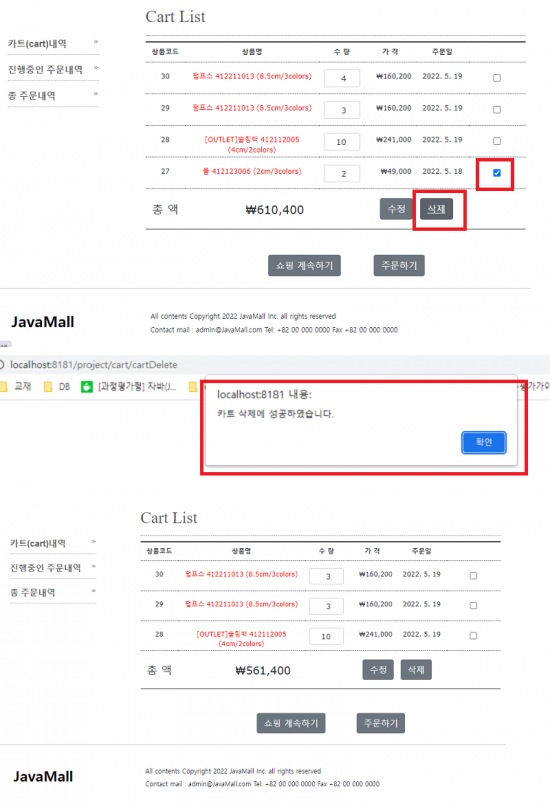 Cart List
카트(cart)내역 »
진행중인 주문내역 »
총 주문내역 »
상품코드 상품명 수 량 가 격 주문일
30 펌프스 412211013 (8.5cm/3colors) 4 ₩160,200 2022. 5. 19
29 펌프스 412211013 (8.5cm/3colors) 3 ₩160,200 2022. 5. 19
28 [OUTLET]슬링백 412112005 (4cm/2colors) 10 ₩241,000 2022. 5. 19
27 412123006 (2cm/3colors) 2 ₩49,000 2022. 5. 18
총 액 ₩610,400 수정 삭제
쇼핑 계속하기 주문하기
JavaMall
All contents Copyright 2022 JavaMall Inc. all rights reserved
Contact mail : admin@JavaMall.com Tel: +82 00 000 0000 Fax +82 00 000 0000
localhost:8181/project/cart/cartDelete
교재 DB [과정평가형] 자바(J...
localhost:8181 내용:
카트 삭제에 성공하였습니다.
확인
Cart List
카트(cart)내역 »
진행중인 주문내역 »
총 주문내역
상품코드 상품명 수 량 가 격 주문일
30 펌프스 412211013 (8.5cm/3colors) 3 ₩160,200 2022. 5. 19
29 펌프스 412211013 (8.5cm/3colors) 3 ₩160,200 2022. 5. 19
28 [OUTLET]슬링백 412112005 (4cm/2colors) 10 ₩241,000 2022. 5. 19
총 액 ₩561,400 수정 삭제
쇼핑 계속하기 주문하기
JavaMall
All contents Copyright 2022 JavaMall Inc. all rights reserved
Contact mail : admin@JavaMall.com Tel: +82 00 000 0000 Fax +82 00 000 0000